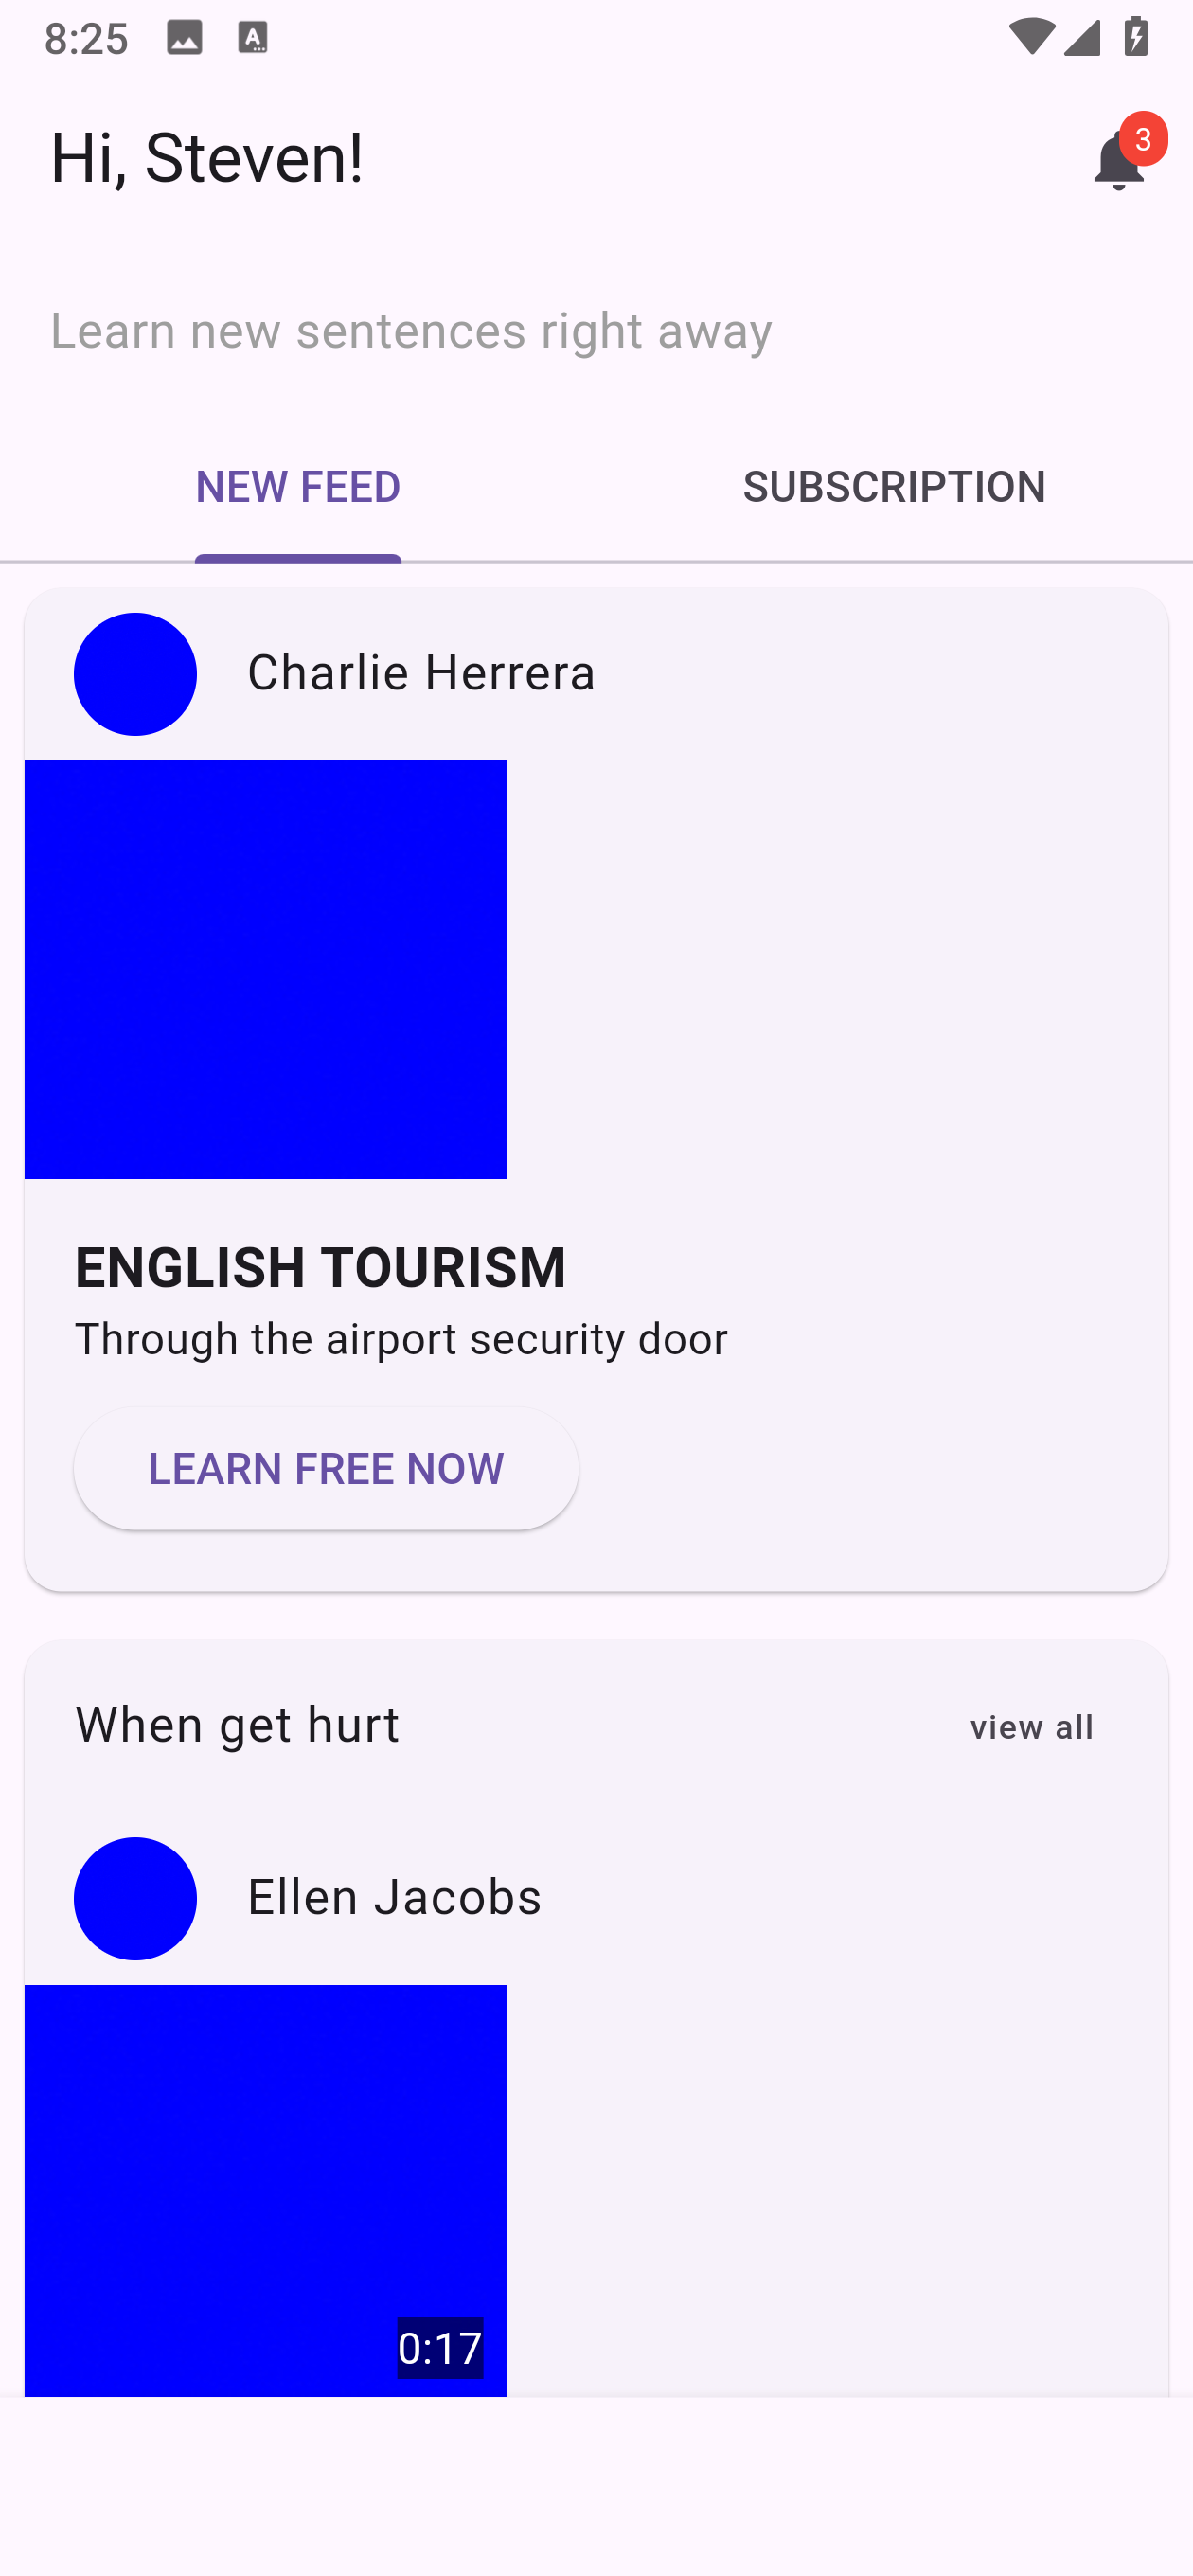 8:25
Hi, Steven!
3
Learn new sentences right away
NEW FEED
SUBSCRIPTION
Charlie Herrera
ENGLISH TOURISM
Through the airport security door
LEARN FREE NOW
When get hurt
view all
Ellen Jacobs
0:17